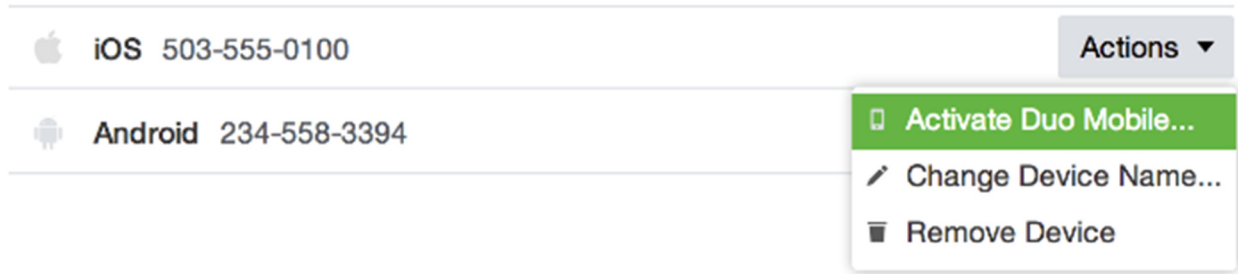 iOS 503-555-0100
Actions
Android 234-558-3394
Activate Duo Mobile...
Change Device Name...
Remove Device